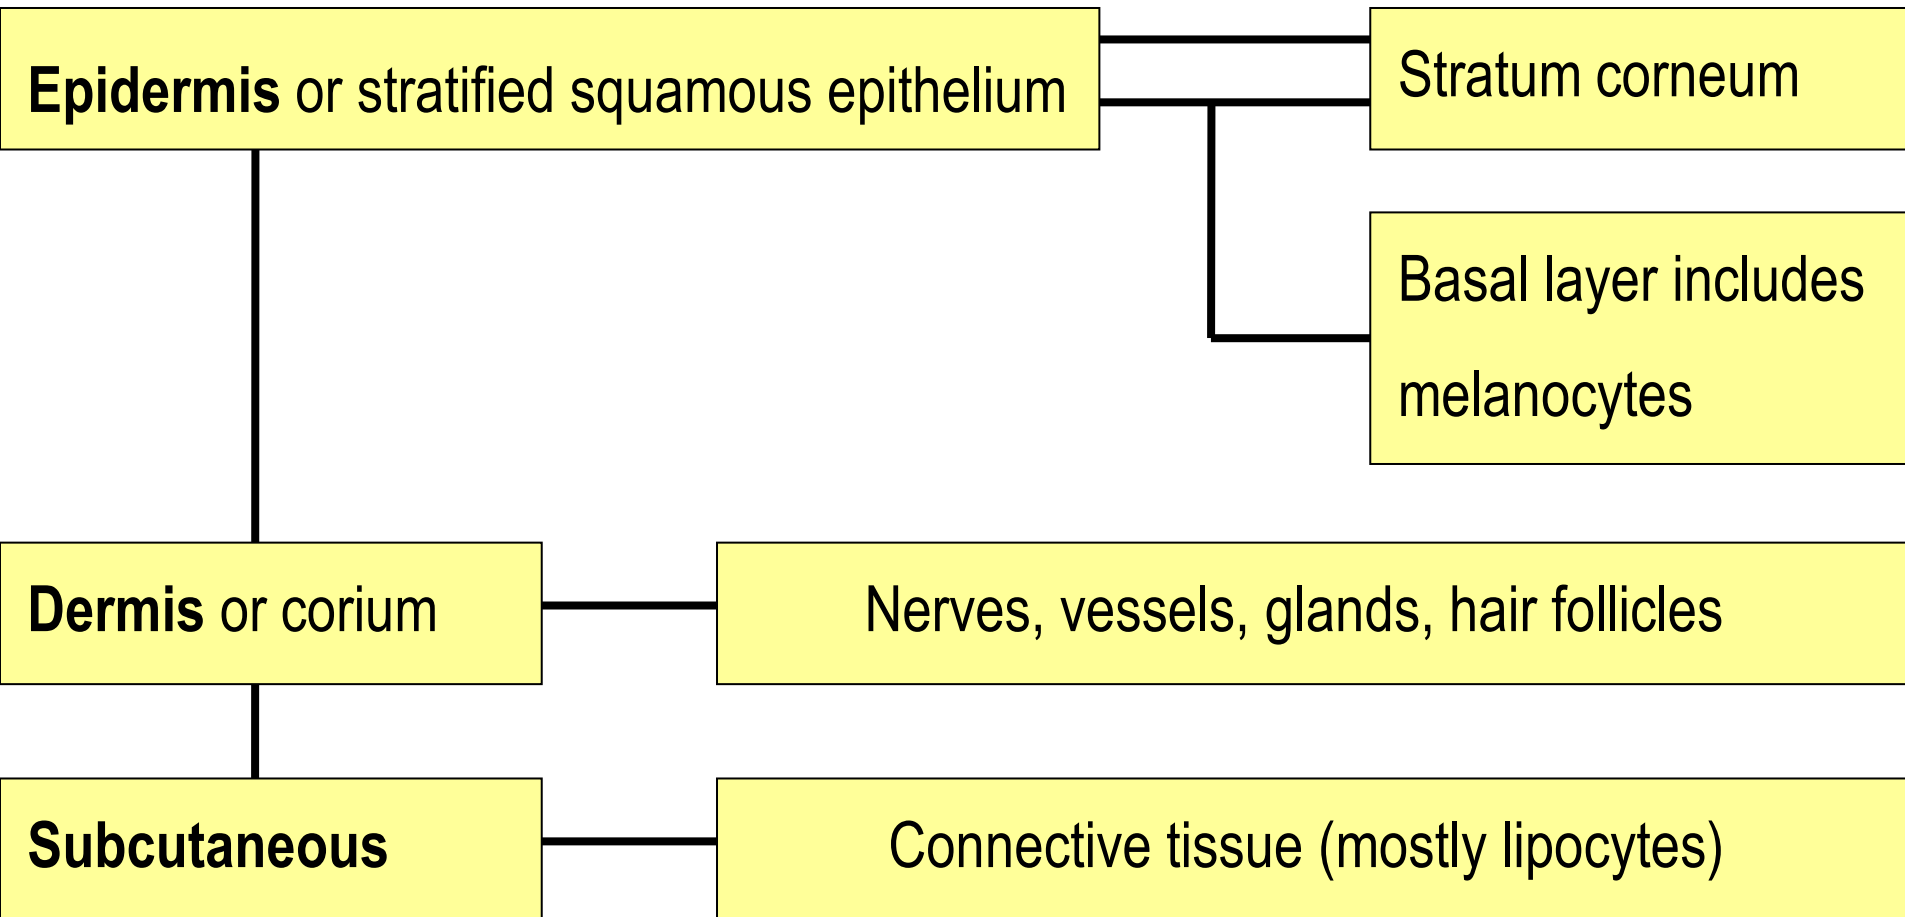 Epidermis or stratified squamous epithelium
Stratum corneum
Basal layer includes
melanocytes
Dermis or corium
Nerves, vessels, glands, hair follicles
Subcutaneous
Connective tissue (mostly lipocytes)